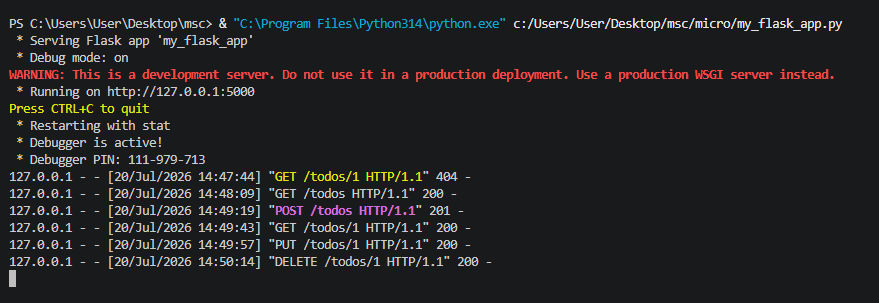 PS C:\Users\User\Desktop\msc> & "C:\Program Files\Python314\python.exe" c:/Users/User/Desktop/msc/micro/my_flask_app.py
 * Serving Flask app 'my_flask_app'
 * Debug mode: on
WARNING: This is a development server. Do not use it in a production deployment. Use a production WSGI server instead.
 * Running on http://127.0.0.1:5000
Press CTRL+C to quit
 * Restarting with stat
 * Debugger is active!
 * Debugger PIN: 111-979-713
127.0.0.1 - - [20/Jul/2026 14:47:44] "GET /todos/1 HTTP/1.1" 404 -
127.0.0.1 - - [20/Jul/2026 14:48:09] "GET /todos HTTP/1.1" 200 -
127.0.0.1 - - [20/Jul/2026 14:49:19] "POST /todos HTTP/1.1" 201 -
127.0.0.1 - - [20/Jul/2026 14:49:43] "GET /todos/1 HTTP/1.1" 200 -
127.0.0.1 - - [20/Jul/2026 14:49:57] "PUT /todos/1 HTTP/1.1" 200 -
127.0.0.1 - - [20/Jul/2026 14:50:14] "DELETE /todos/1 HTTP/1.1" 200 -